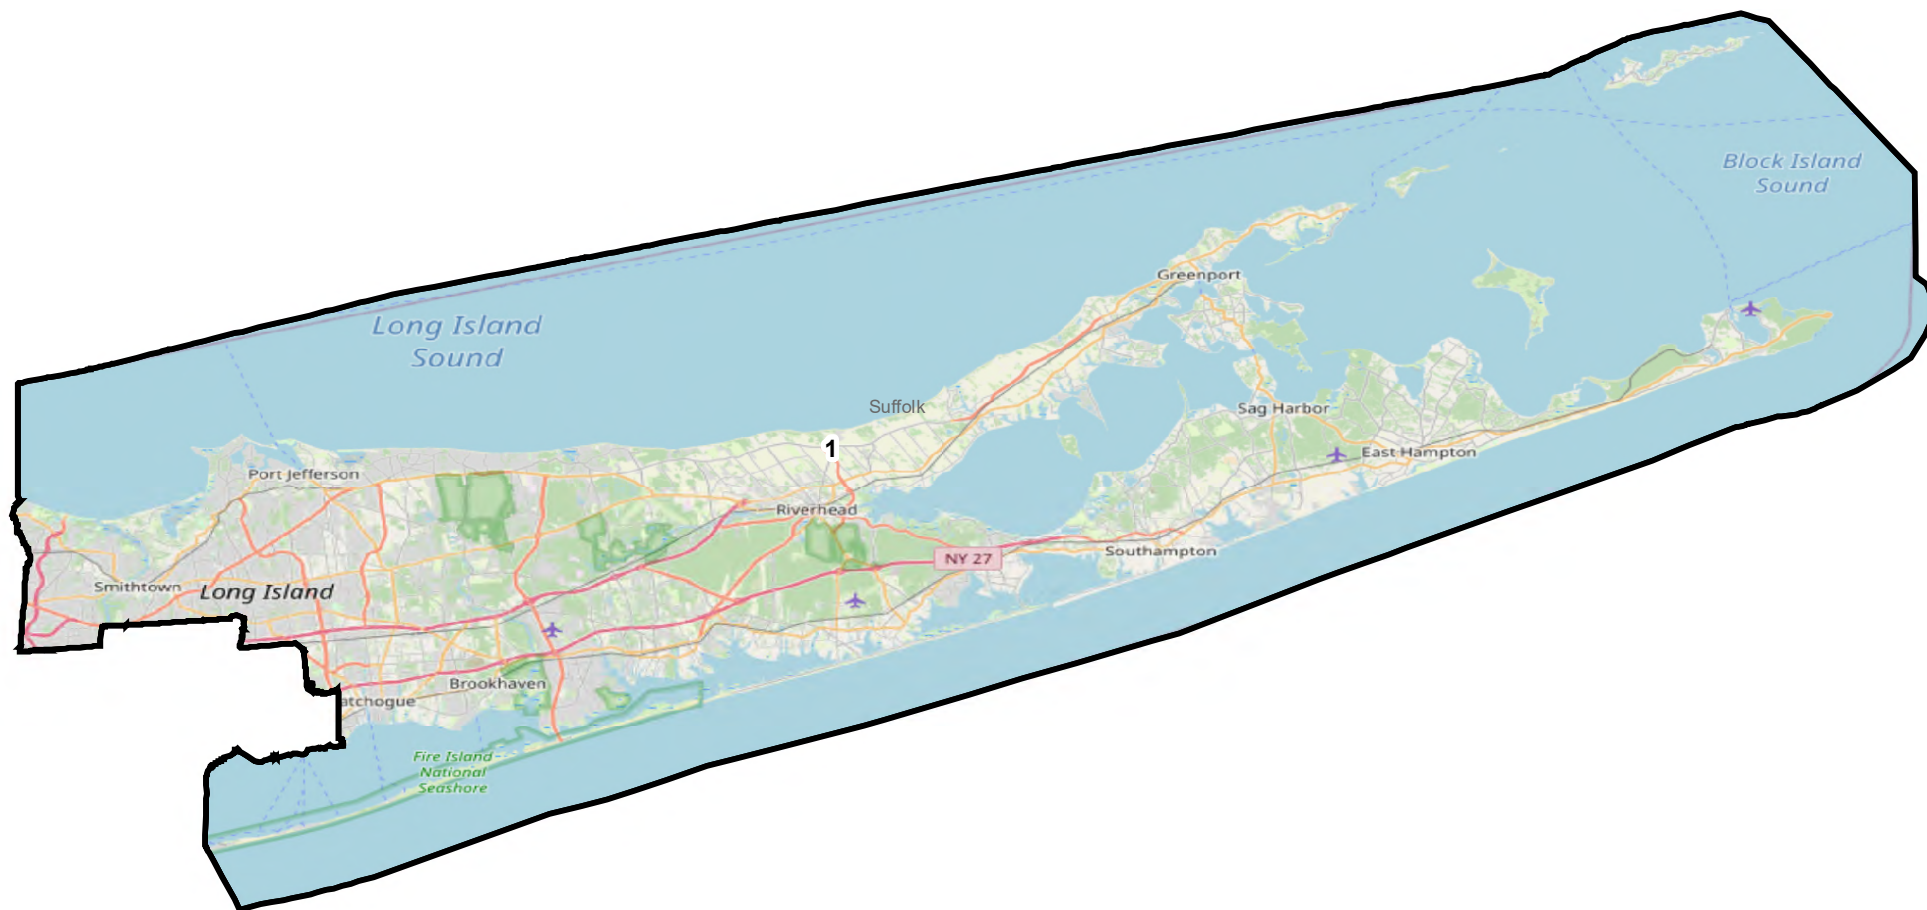 Block Island
Sound
Greenport
Long Island
Sound
Suffolk
Sag Harbor
1
East Hampton
Port Jefferson
Riverhead
Southampton
NY 27
Smithtown
Long Island
Brookhaven
atchogue
Fire Island
National
Seashore